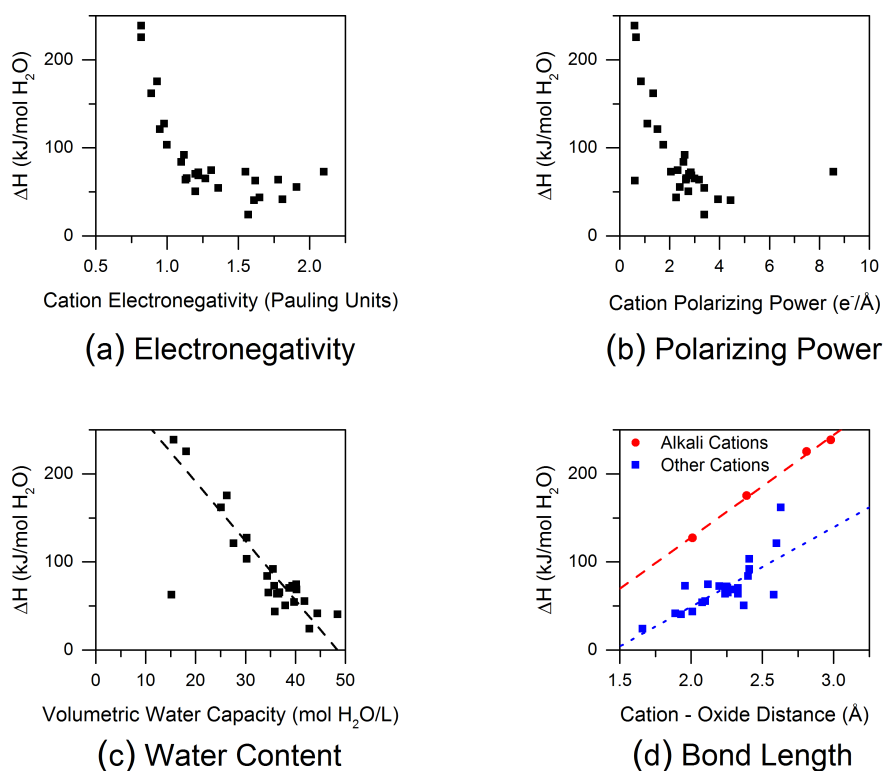 ΔH (kJ/mol H₂O)
200
100
0
0.5 1.0 1.5 2.0
Cation Electronegativity (Pauling Units)
(a) Electronegativity
ΔH (kJ/mol H₂O)
200
100
0
0 2 4 6 8 10
Cation Polarizing Power (e⁻/Å)
(b) Polarizing Power
ΔH (kJ/mol H₂O)
200
100
0
0 10 20 30 40 50
Volumetric Water Capacity (mol H₂O/L)
(c) Water Content
ΔH (kJ/mol H₂O)
200
100
0
Alkali Cations
Other Cations
1.5 2.0 2.5 3.0
Cation - Oxide Distance (Å)
(d) Bond Length